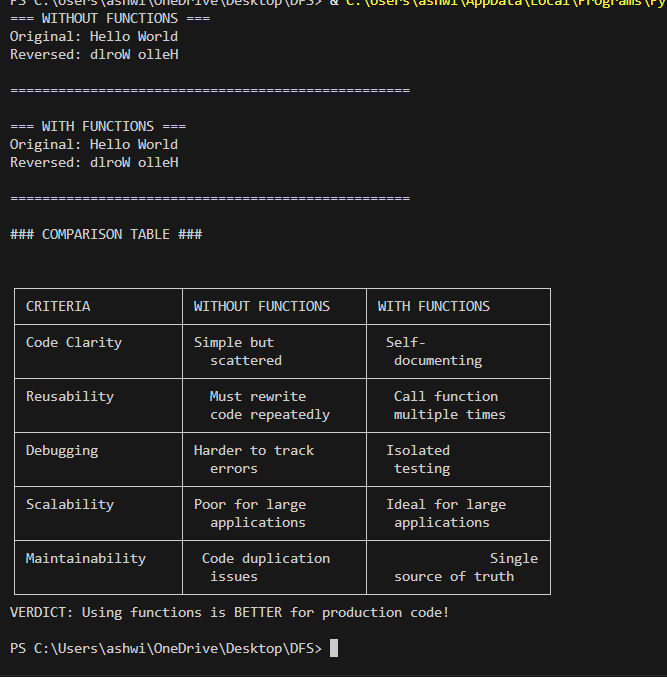 PS C:\Users\ashwi\OneDrive\Desktop\DFS> & C:\Users\ashwi\AppData\Local\Programs\Py
=== WITHOUT FUNCTIONS ===
Original: Hello World
Reversed: dlroW olleH
==================================================
=== WITH FUNCTIONS ===
Original: Hello World
Reversed: dlroW olleH
==================================================
### COMPARISON TABLE ###
CRITERIA WITHOUT FUNCTIONS WITH FUNCTIONS
Code Clarity Simple but Self-
scattered documenting
Reusability Must rewrite Call function
code repeatedly multiple times
Debugging Harder to track Isolated
errors testing
Scalability Poor for large Ideal for large
applications applications
Maintainability Code duplication Single
issues source of truth
VERDICT: Using functions is BETTER for production code!
PS C:\Users\ashwi\OneDrive\Desktop\DFS>